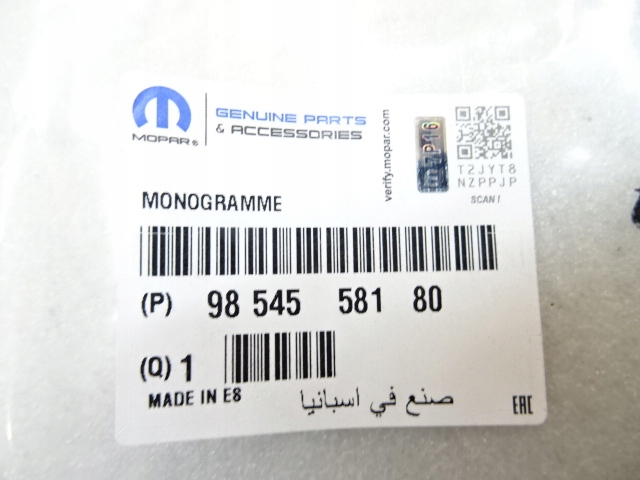 MOPAR®
GENUINE PARTS
& ACCESSORIES
verify.mopar.com
T2JYT8
NZPPJP
SCAN !
MONOGRAMME
(P) 98 545 581 80
(Q) 1
MADE IN E8
صنع في اسبانيا
EAC